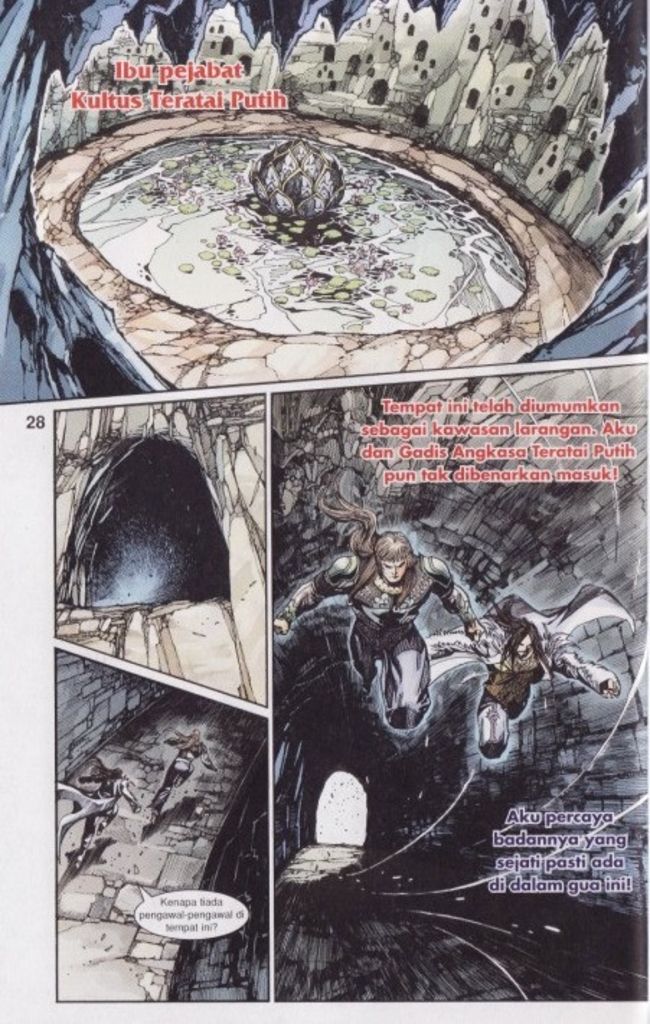 Ibu pejabat
Kultus Teratai Putih
28
Tempat ini telah diumumkan
sebagai kawasan larangan. Aku
dan Gadis Angkasa Teratai Putih
pun tak dibenarkan masuk!
Kenapa tiada
pengawal-pengawal di
tempat ini?
Aku percaya
badannya yang
sejati pasti ada
di dalam gua ini!